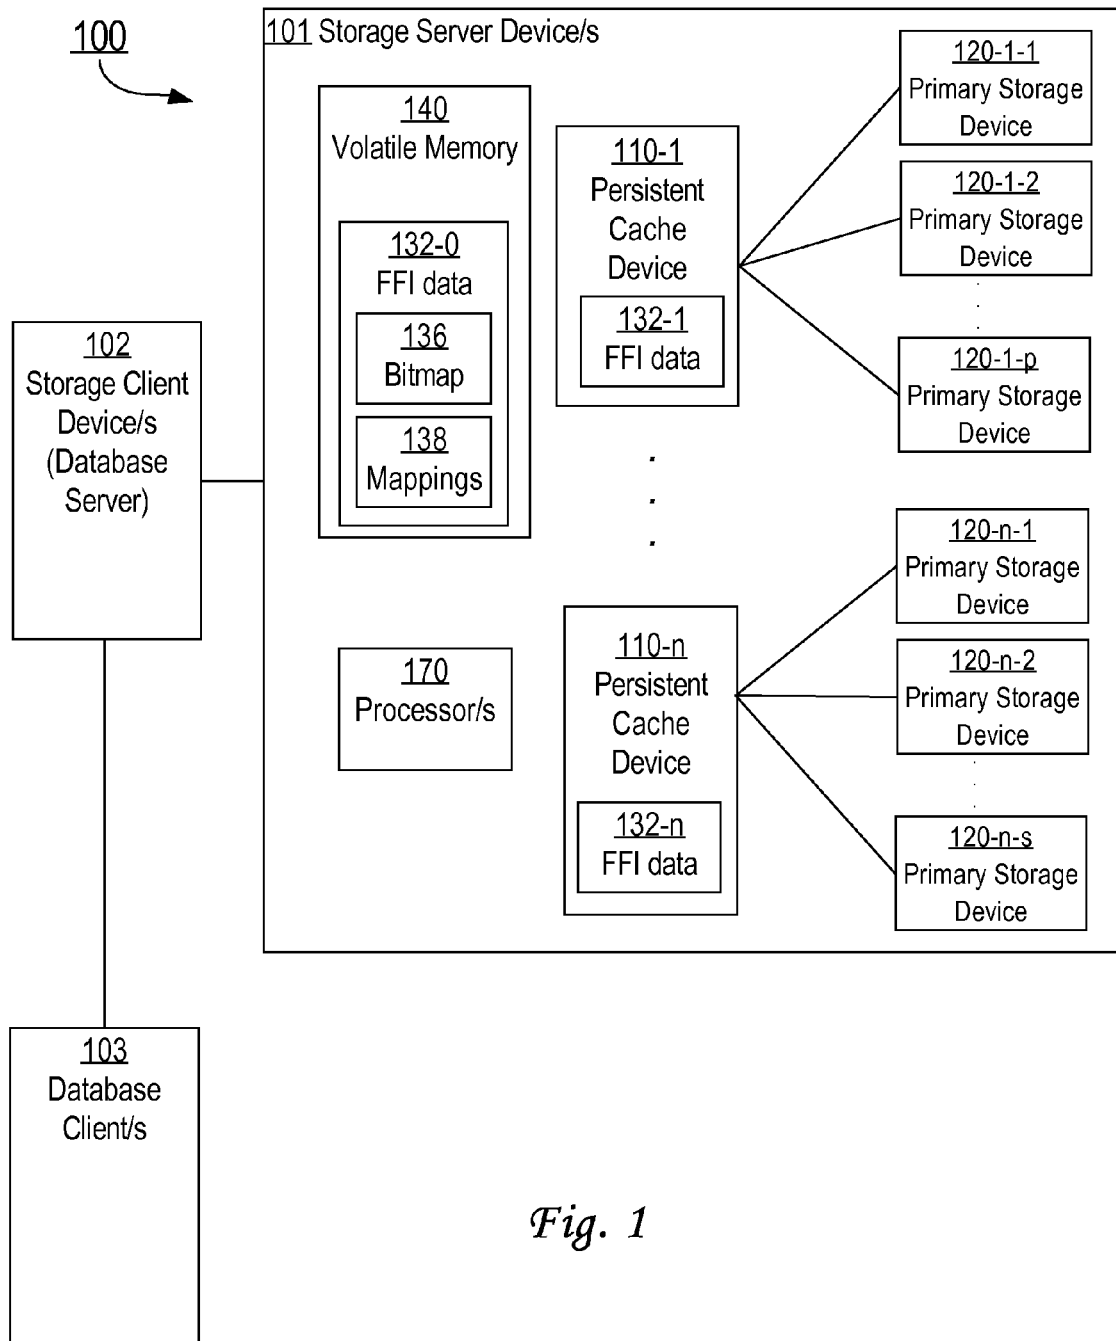 100
101 Storage Server Device/s
140
Volatile Memory
132-0
FFI data
136
Bitmap
138
Mappings
110-1
Persistent
Cache
Device
132-1
FFI data
120-1-1
Primary Storage
Device
120-1-2
Primary Storage
Device
120-1-p
Primary Storage
Device
102
Storage Client
Device/s
(Database
Server)
170
Processor/s
110-n
Persistent
Cache
Device
132-n
FFI data
120-n-1
Primary Storage
Device
120-n-2
Primary Storage
Device
120-n-s
Primary Storage
Device
103
Database
Client/s
Fig. 1